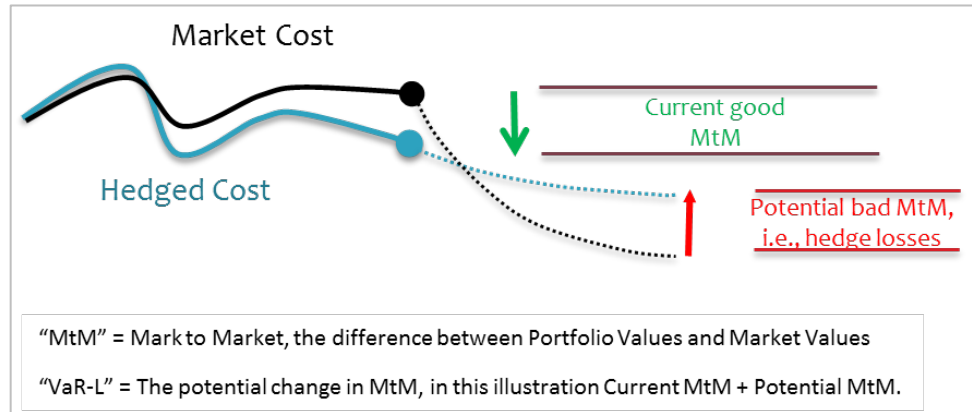 Market Cost
Current good
MtM
Hedged Cost
Potential bad MtM,
i.e., hedge losses
“MtM” = Mark to Market, the difference between Portfolio Values and Market Values
“VaR-L” = The potential change in MtM, in this illustration Current MtM + Potential MtM.